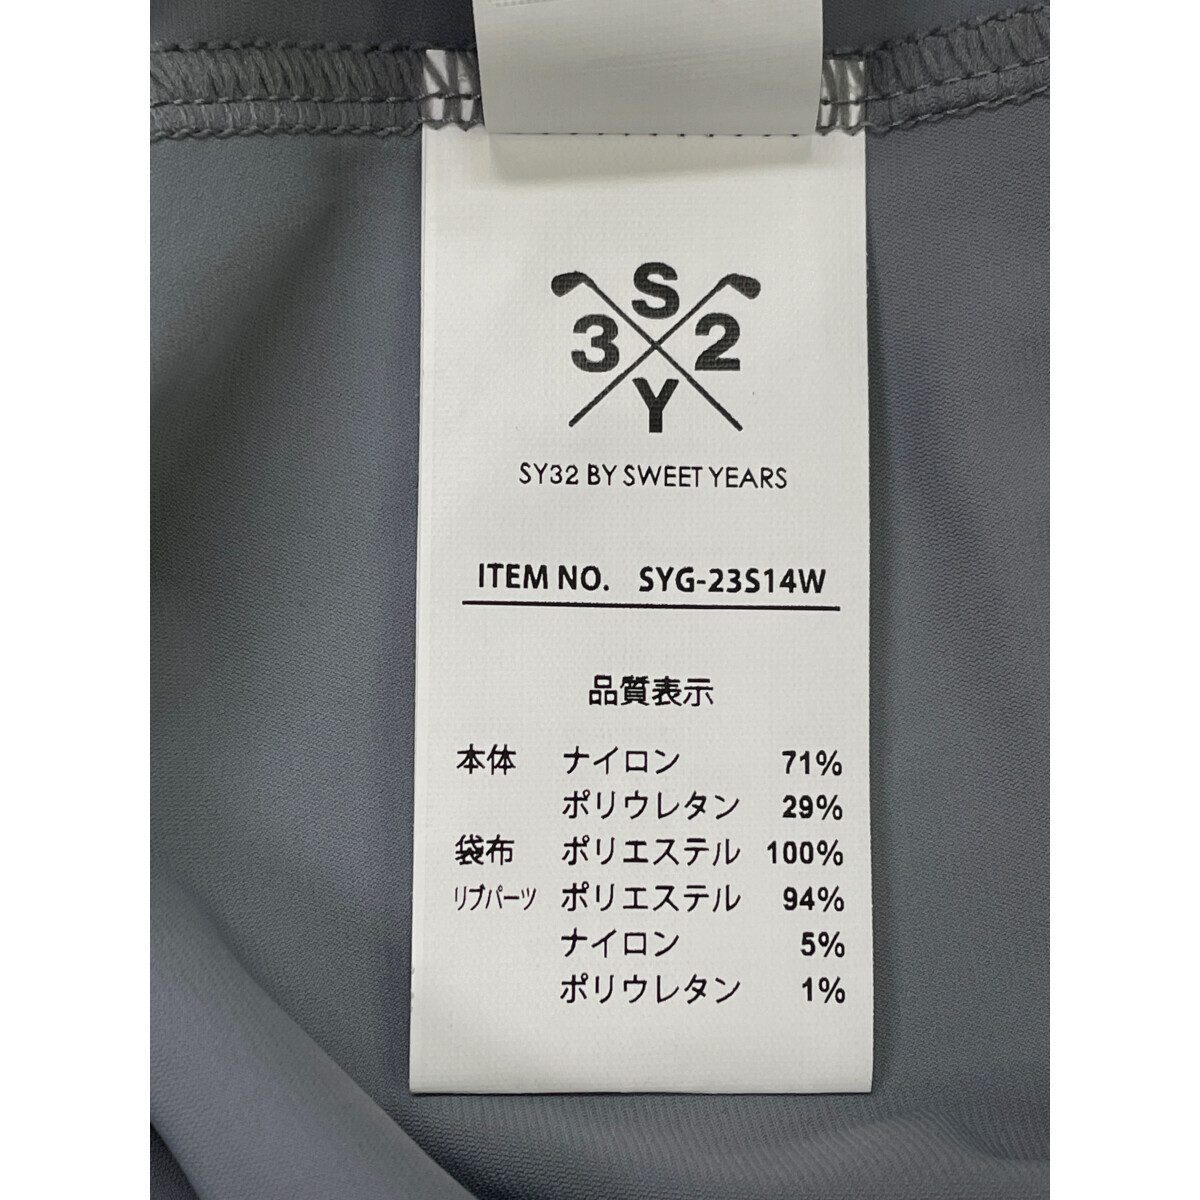 S
3 2
Y
SY32 BY SWEET YEARS
ITEM NO. SYG-23S14W
品質表示
本体 ナイロン 71%
ポリウレタン 29%
袋布 ポリエステル 100%
リブパーツ ポリエステル 94%
ナイロン 5%
ポリウレタン 1%